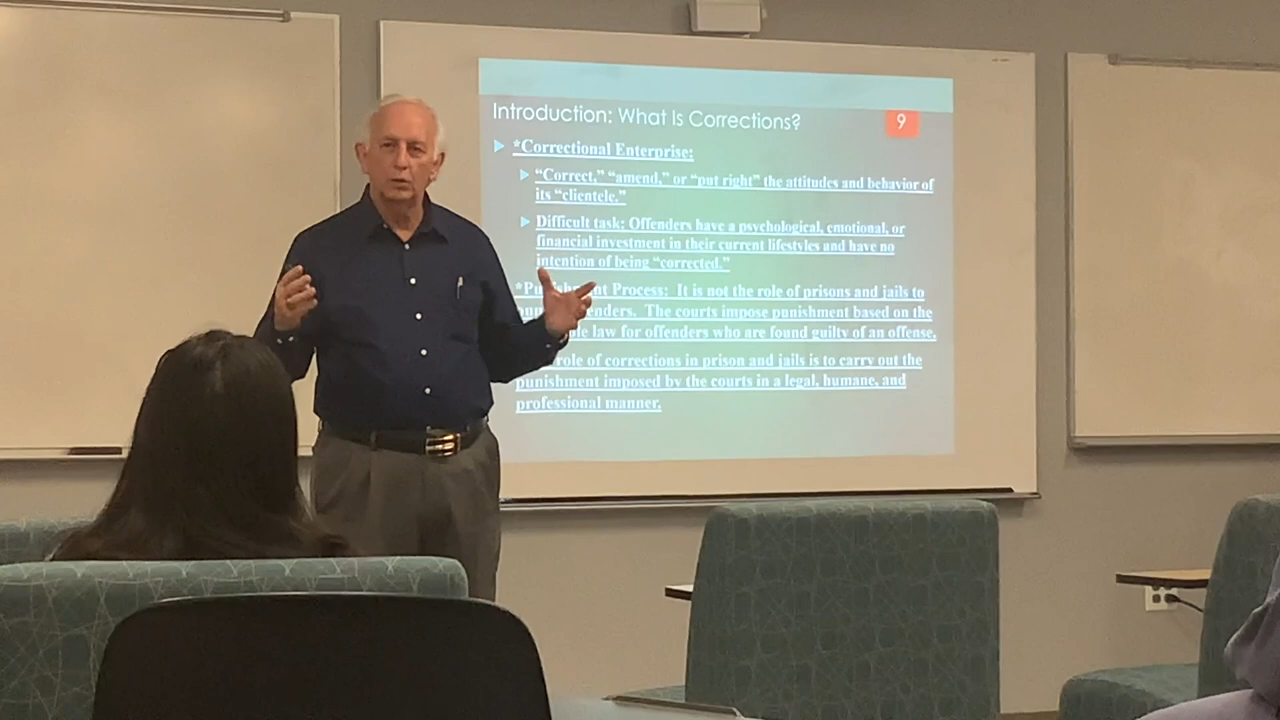 Introduction: What Is Corrections?
9
*Correctional Enterprise:
“Correct,” “amend,” or “put right” the attitudes and behavior of
its “clientele.”
Difficult task: Offenders have a psychological, emotional, or
financial investment in their current lifestyles and have no
intention of being “corrected.”
Process: It is not the role of prisons and jails to
The courts impose punishment based on the
law for offenders who are found guilty of an offense.
role of corrections in prison and jails is to carry out the
punishment imposed by the courts in a legal, humane, and
professional manner.